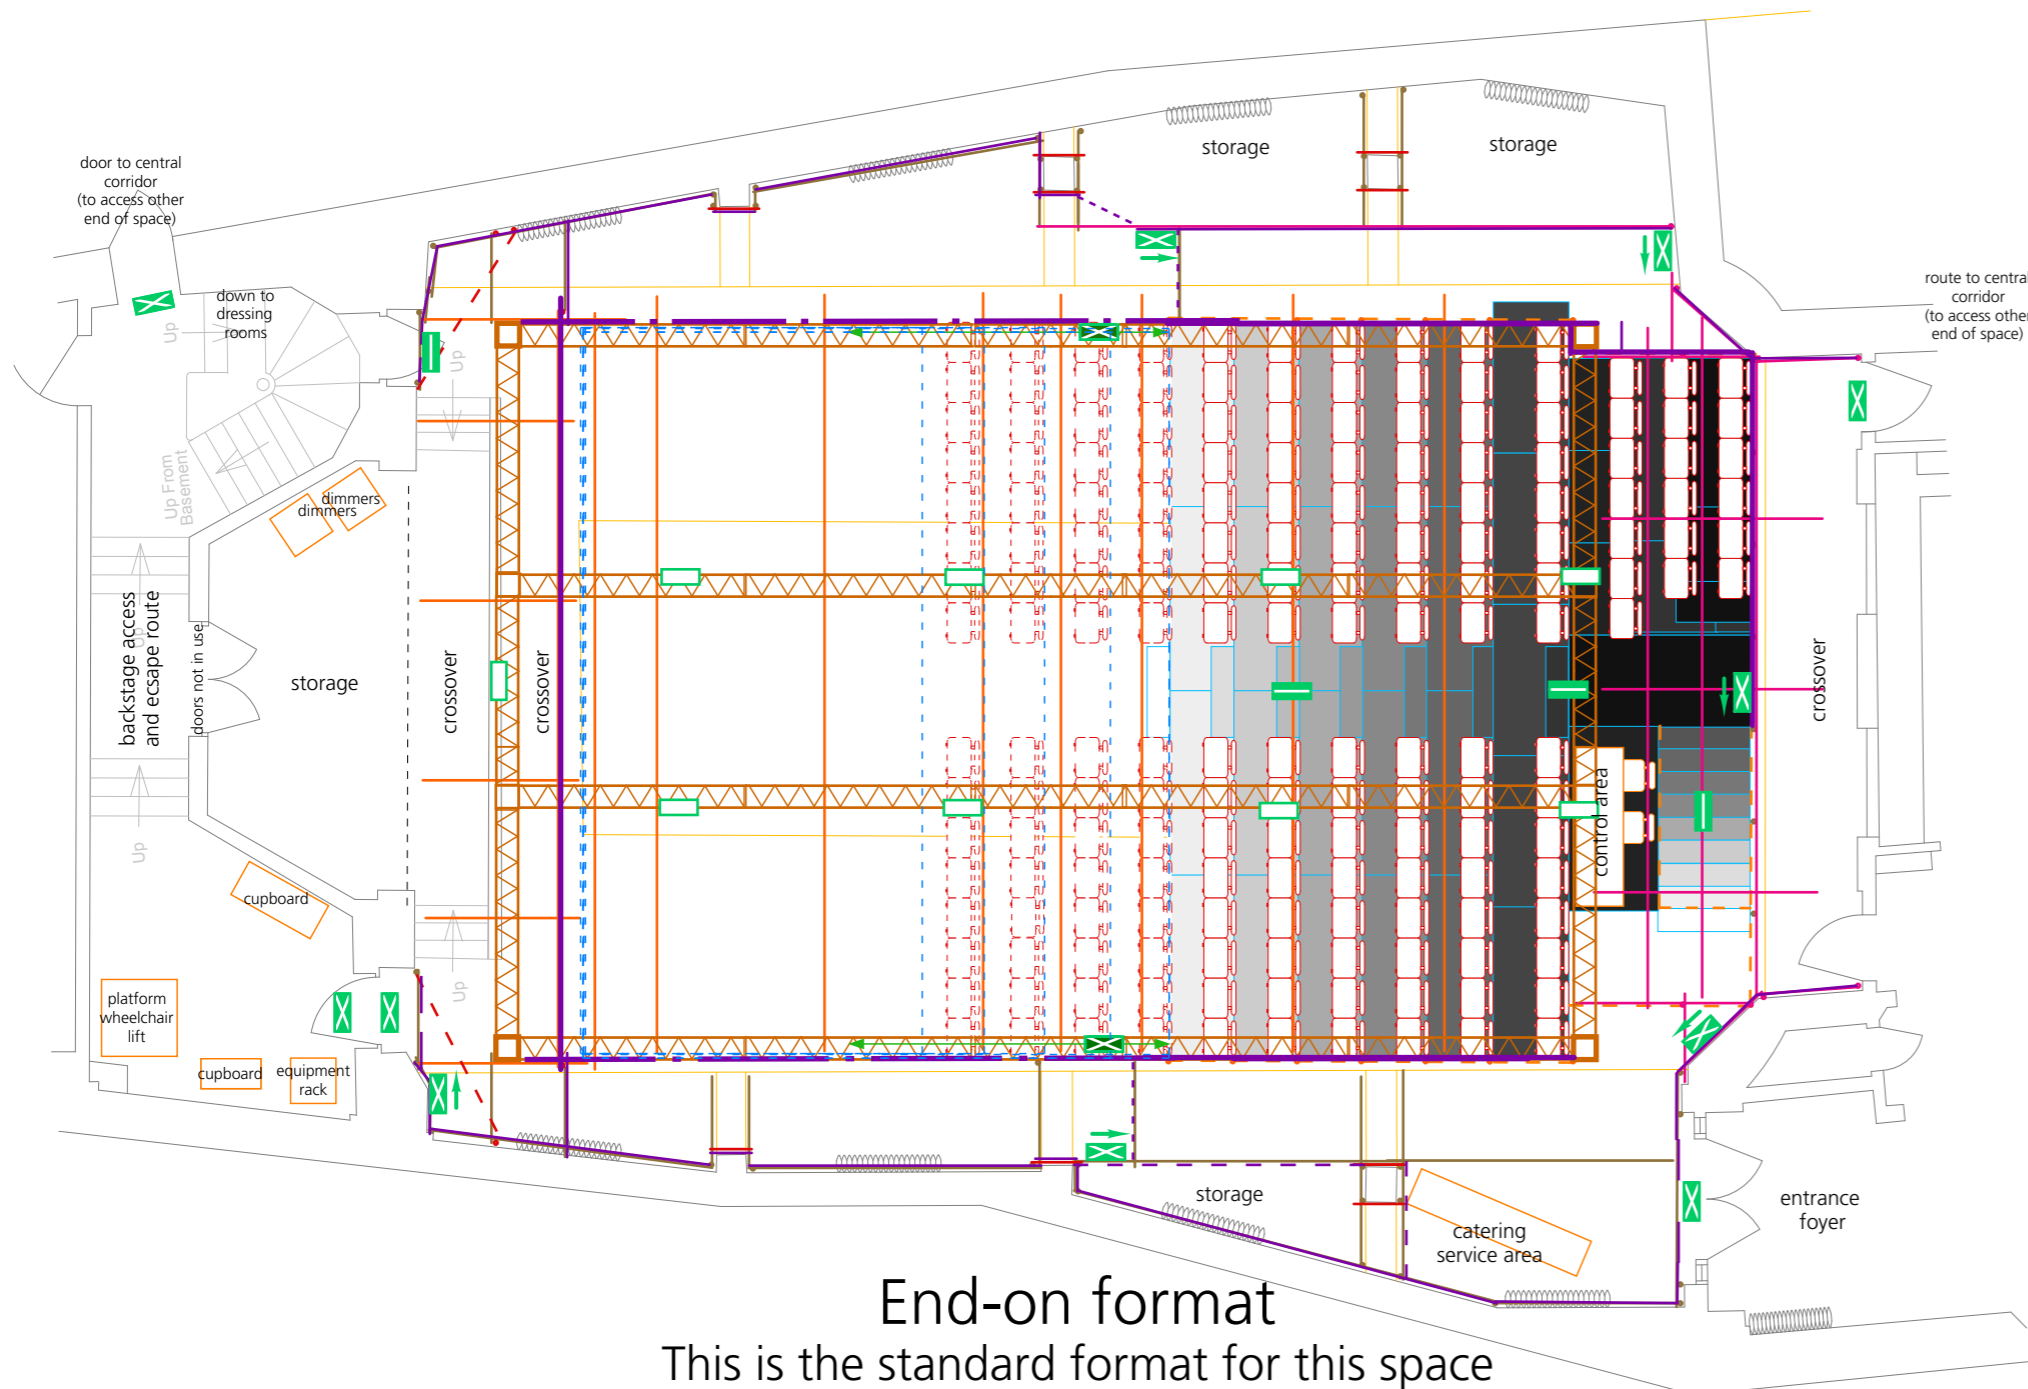 door to central
corridor
(to access other
end of space)
down to
dressing
rooms
Up
Up
Up From
Basement
dimmers
dimmers
backstage access
and ecsape route
Up
doors not in use
storage
crossover
crossover
Up
cupboard
platform
wheelchair
lift
cupboard
equipment
rack
Up
storage
storage
route to central
corridor
(to access other
end of space)
crossover
control area
storage
catering
service area
entrance
foyer
End-on format
This is the standard format for this space